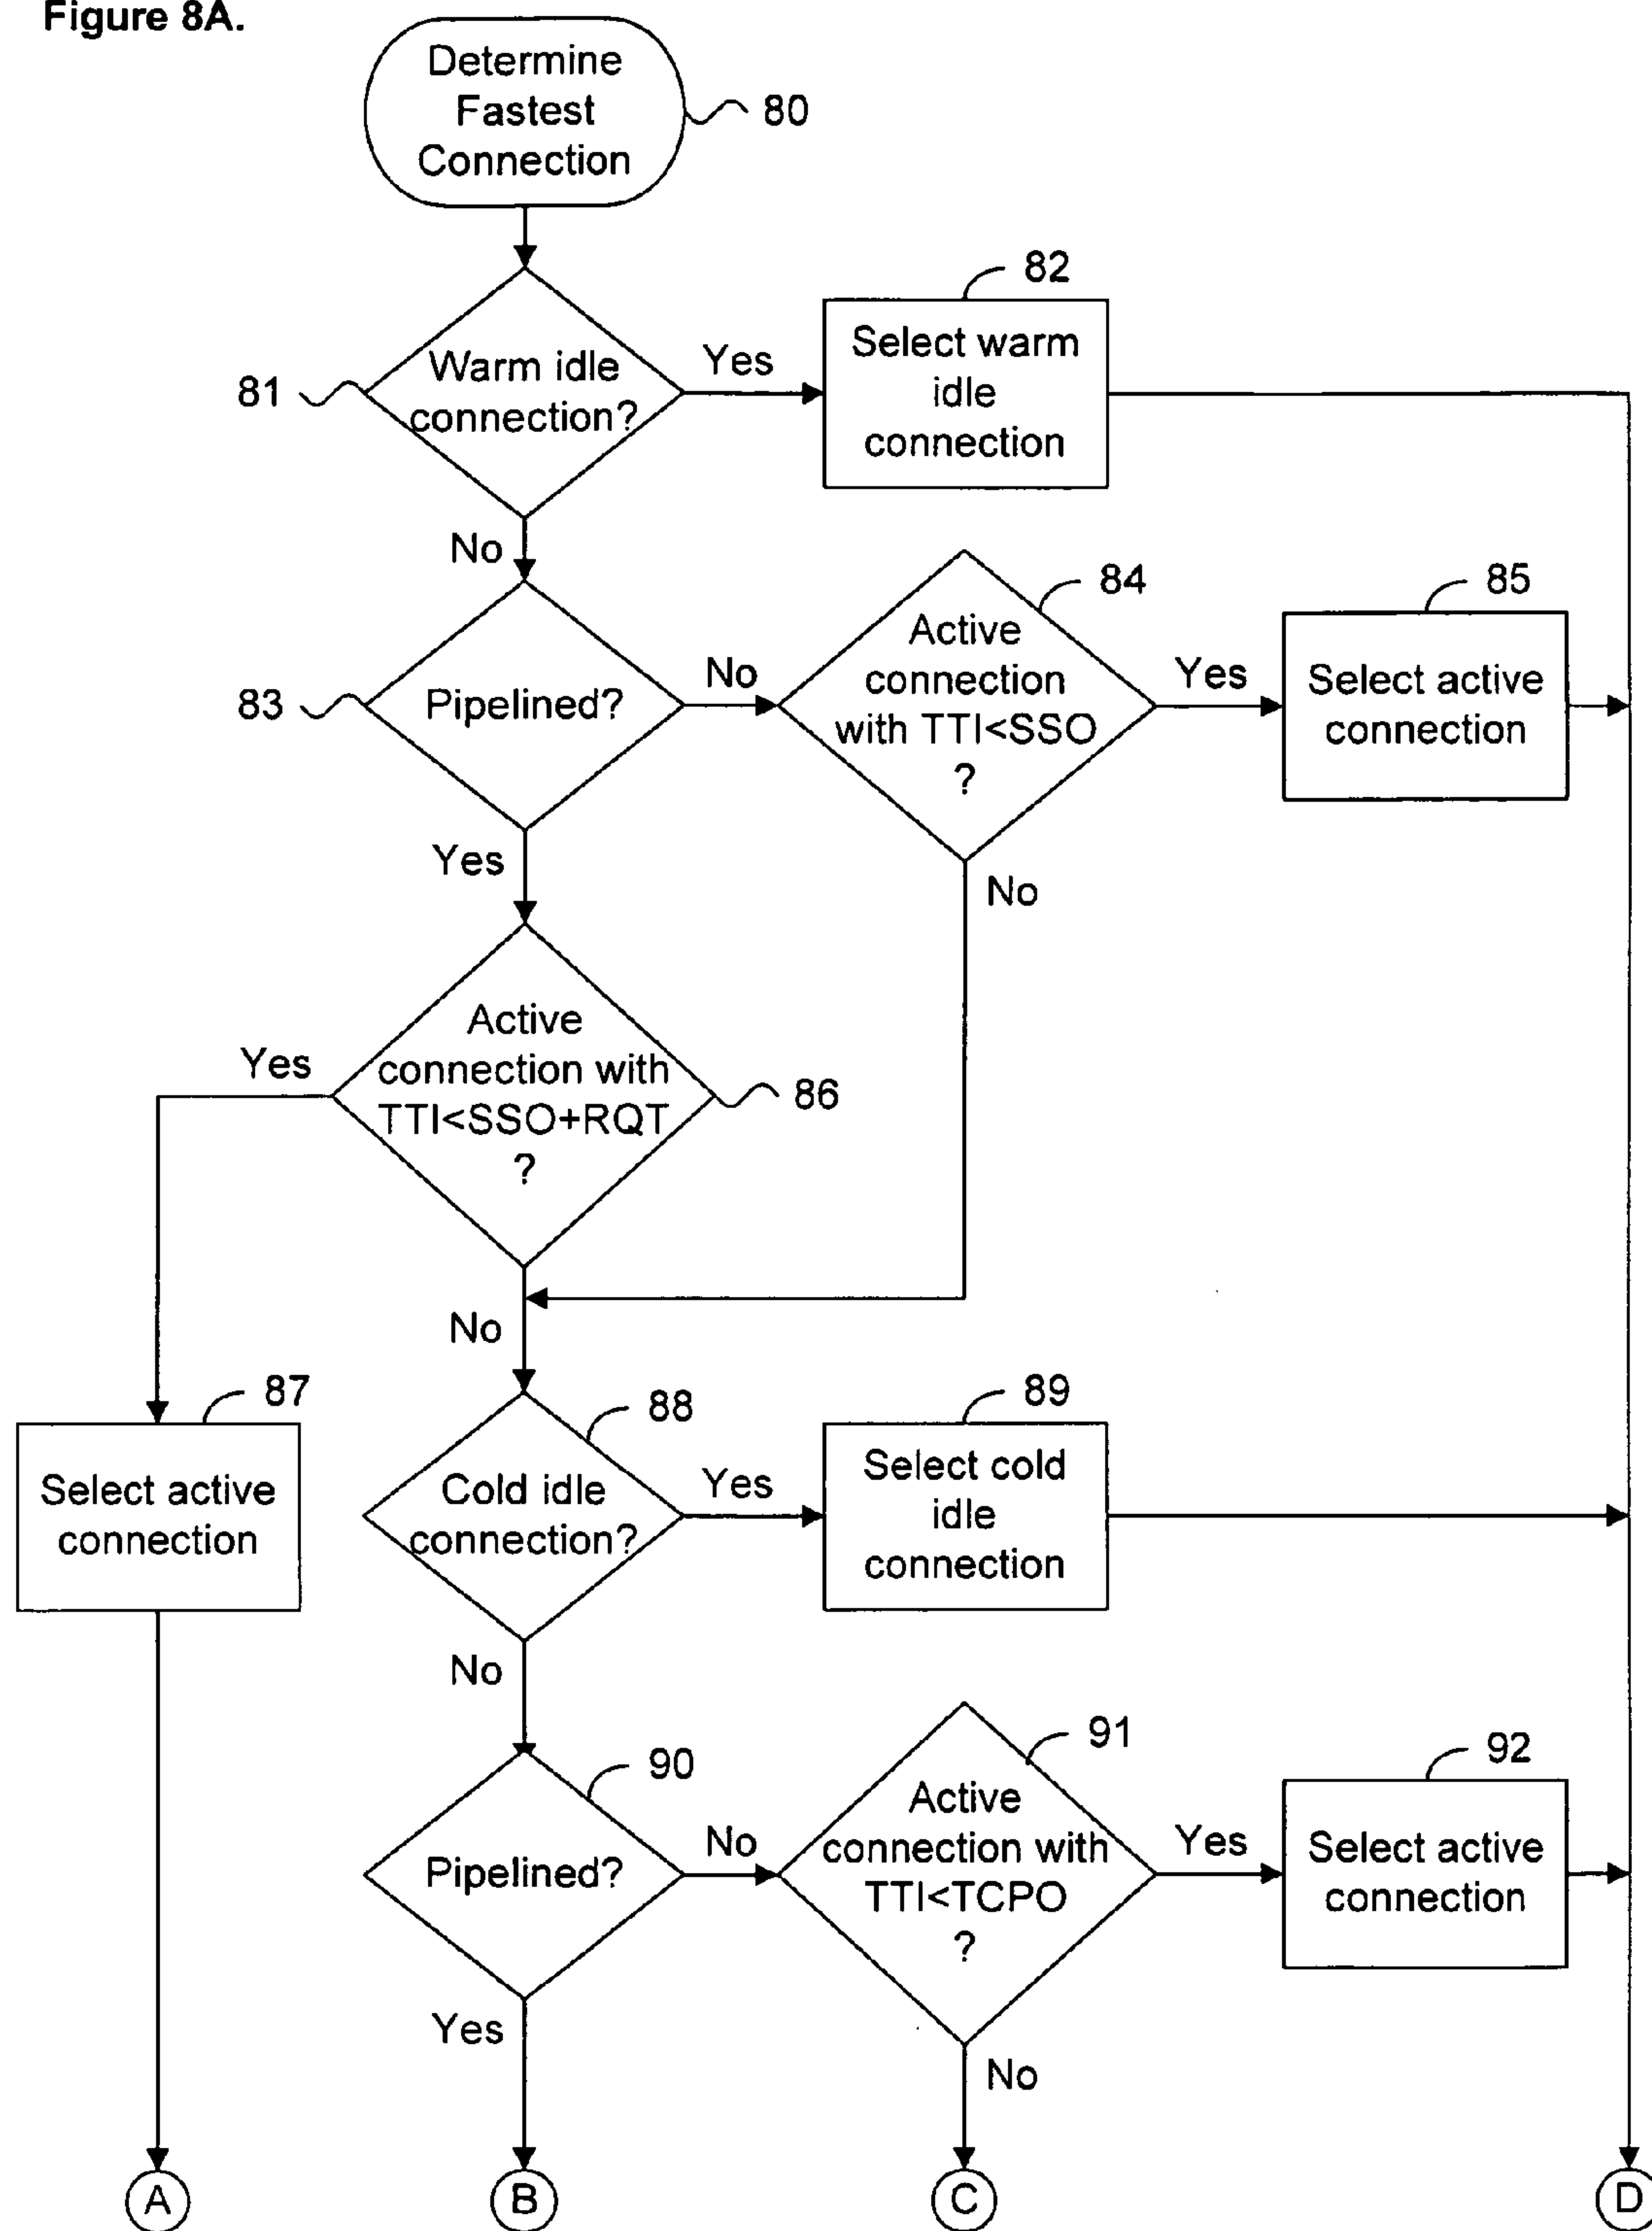 Figure 8A.
Determine
Fastest
Connection
80
82
Select warm
idle
connection
Yes
Warm idle
connection?
81
No
84
85
Active
connection
with TTI<SSO
?
Yes
Select active
connection
No
Pipelined?
83
Yes
No
Active
connection with
TTI<SSO+RQT
?
Yes
86
No
87
88
89
Select active
connection
Cold idle
connection?
Yes
Select cold
idle
connection
No
90
91
92
Pipelined?
No
Active
connection with
TTI<TCPO
?
Yes
Select active
connection
Yes
No
A
B
C
D